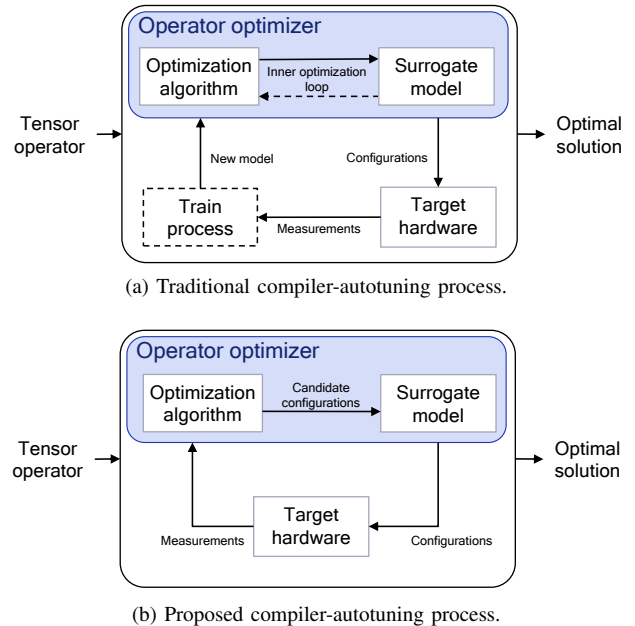 Operator optimizer
Optimization
algorithm
Inner optimization
loop
Surrogate
model
Tensor
operator
Optimal
solution
New model
Configurations
Train
process
Measurements
Target
hardware
(a) Traditional compiler-autotuning process.
Operator optimizer
Optimization
algorithm
Candidate
configurations
Surrogate
model
Tensor
operator
Optimal
solution
Target
hardware
Measurements
Configurations
(b) Proposed compiler-autotuning process.